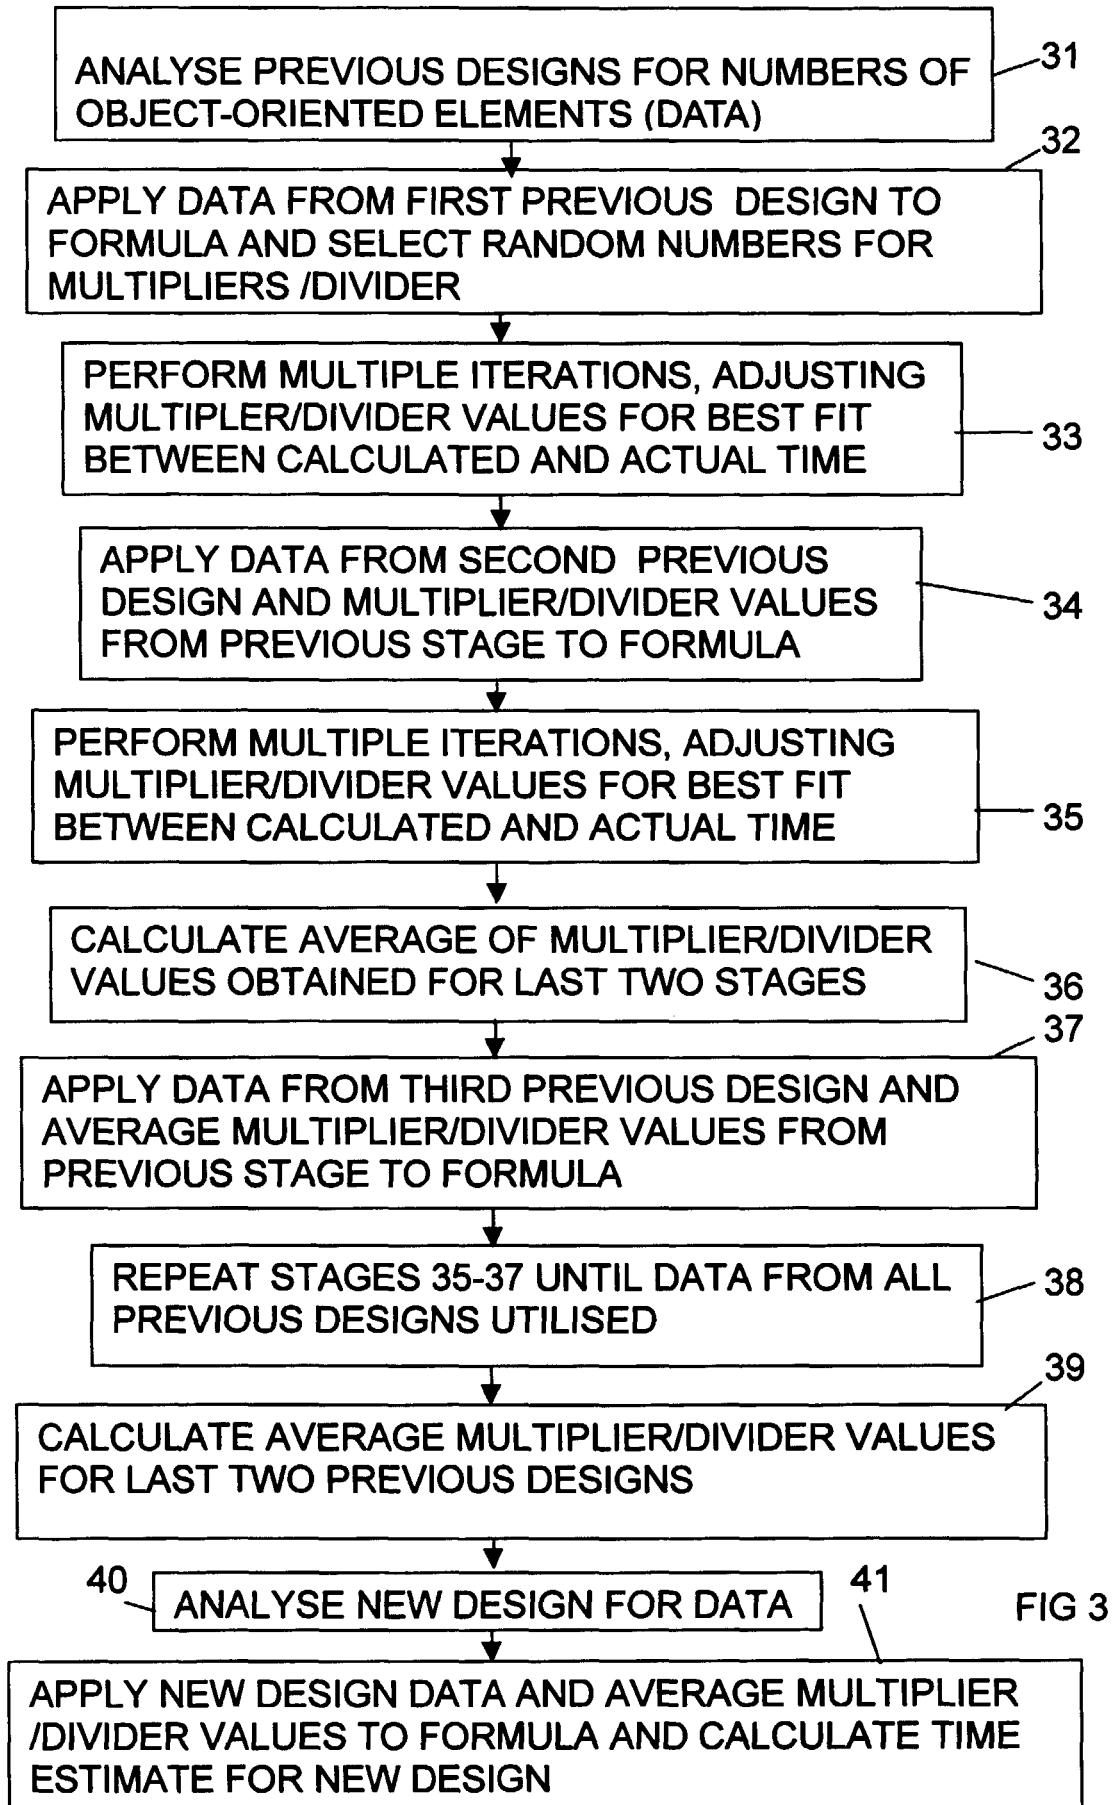 ANALYSE PREVIOUS DESIGNS FOR NUMBERS OF
OBJECT-ORIENTED ELEMENTS (DATA)
31
32
APPLY DATA FROM FIRST PREVIOUS DESIGN TO
FORMULA AND SELECT RANDOM NUMBERS FOR
MULTIPLIERS /DIVIDER
PERFORM MULTIPLE ITERATIONS, ADJUSTING
MULTIPLER/DIVIDER VALUES FOR BEST FIT
BETWEEN CALCULATED AND ACTUAL TIME
33
APPLY DATA FROM SECOND PREVIOUS
DESIGN AND MULTIPLIER/DIVIDER VALUES
FROM PREVIOUS STAGE TO FORMULA
34
PERFORM MULTIPLE ITERATIONS, ADJUSTING
MULTIPLIER/DIVIDER VALUES FOR BEST FIT
BETWEEN CALCULATED AND ACTUAL TIME
35
CALCULATE AVERAGE OF MULTIPLIER/DIVIDER
VALUES OBTAINED FOR LAST TWO STAGES
36
37
APPLY DATA FROM THIRD PREVIOUS DESIGN AND
AVERAGE MULTIPLIER/DIVIDER VALUES FROM
PREVIOUS STAGE TO FORMULA
REPEAT STAGES 35-37 UNTIL DATA FROM ALL
PREVIOUS DESIGNS UTILISED
38
39
CALCULATE AVERAGE MULTIPLIER/DIVIDER VALUES
FOR LAST TWO PREVIOUS DESIGNS
40
ANALYSE NEW DESIGN FOR DATA
41
FIG 3
APPLY NEW DESIGN DATA AND AVERAGE MULTIPLIER
/DIVIDER VALUES TO FORMULA AND CALCULATE TIME
ESTIMATE FOR NEW DESIGN